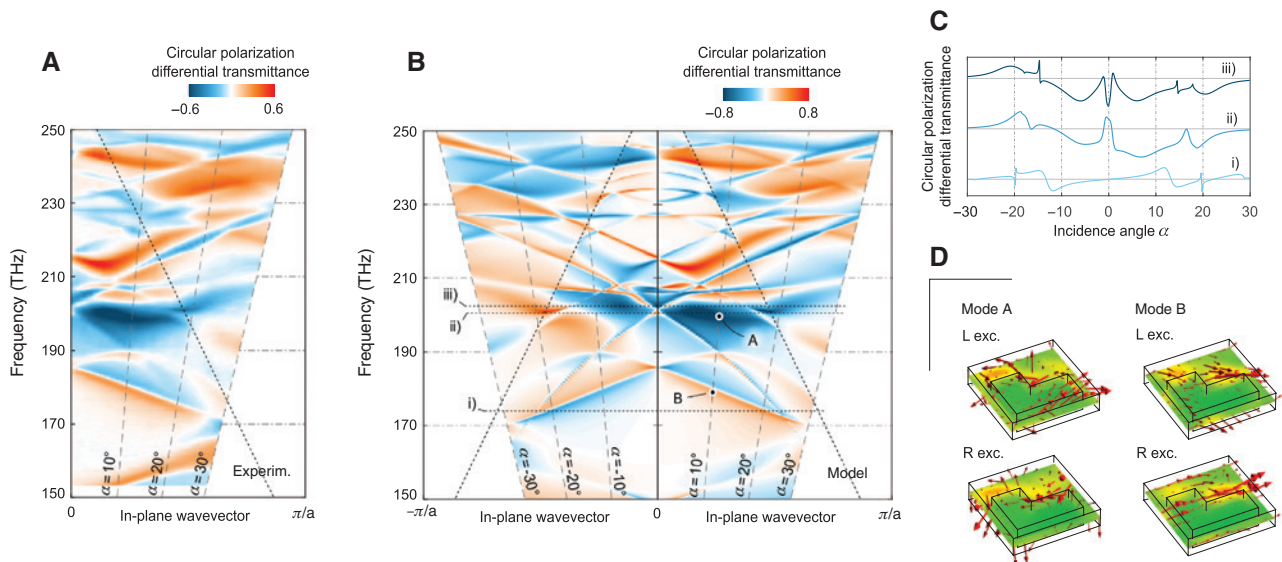 A
Circular polarization
differential transmittance
−0.6 0.6
Frequency (THz)
250
230
210
190
170
150
α=10°
α=20°
α=30°
Experim.
0 In-plane wavevector π/a
B
Circular polarization
differential transmittance
−0.8 0.8
Frequency (THz)
250
230
210
190
170
150
iii)
ii)
i)
A
B
α=-30°
α=-20°
α=-10°
α=10°
α=20°
α=30°
Model
−π/a In-plane wavevector 0 In-plane wavevector π/a
C
Circular polarization
differential transmittance
iii)
ii)
i)
−30 −20 −10 0 10 20 30
Incidence angle α
D
Mode A Mode B
L exc. L exc.
R exc. R exc.